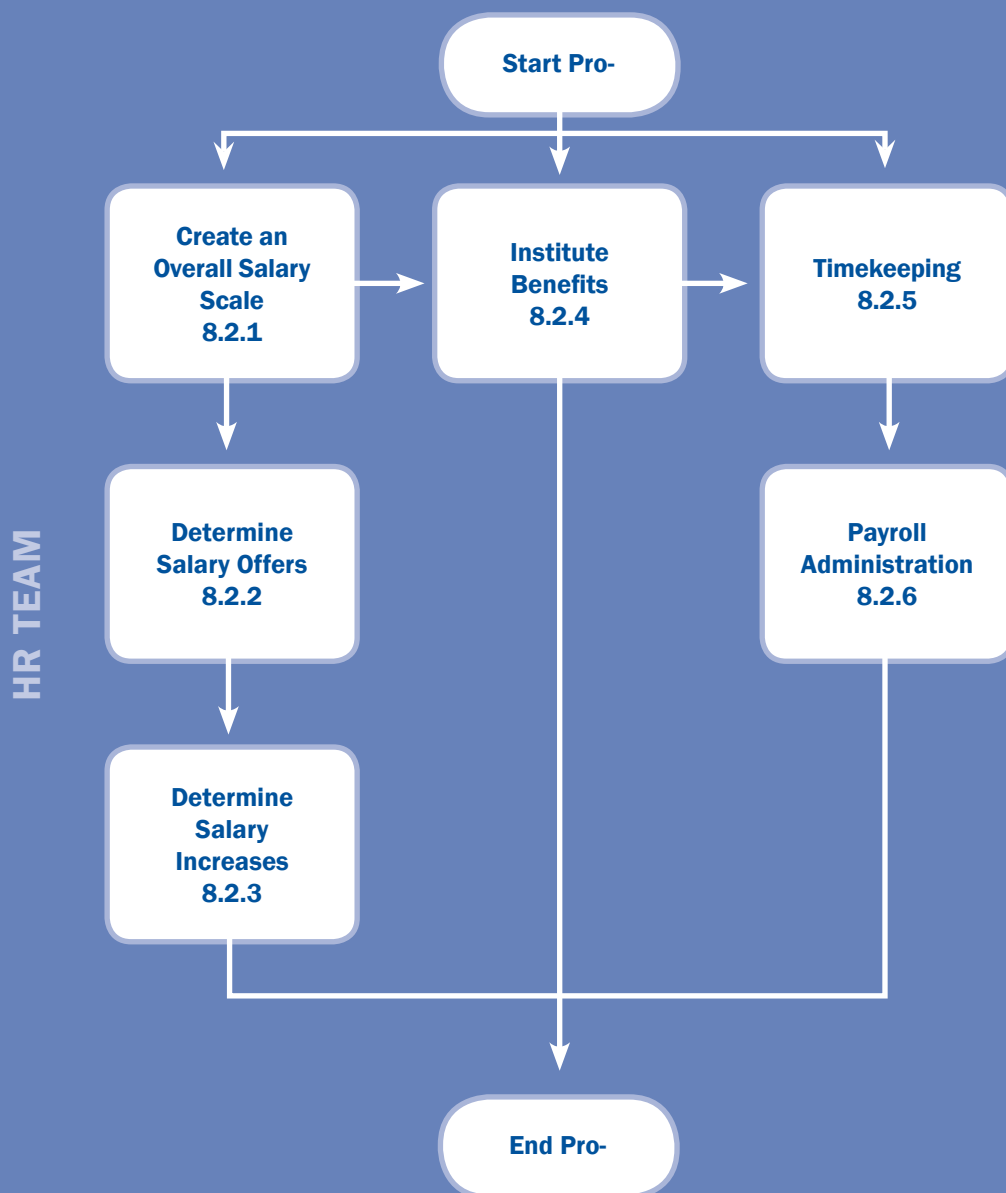 Start Pro-
Create an
Overall Salary
Scale
8.2.1
Institute
Benefits
8.2.4
Timekeeping
8.2.5
Determine
Salary Offers
8.2.2
Payroll
Administration
8.2.6
HR TEAM
Determine
Salary
Increases
8.2.3
End Pro-